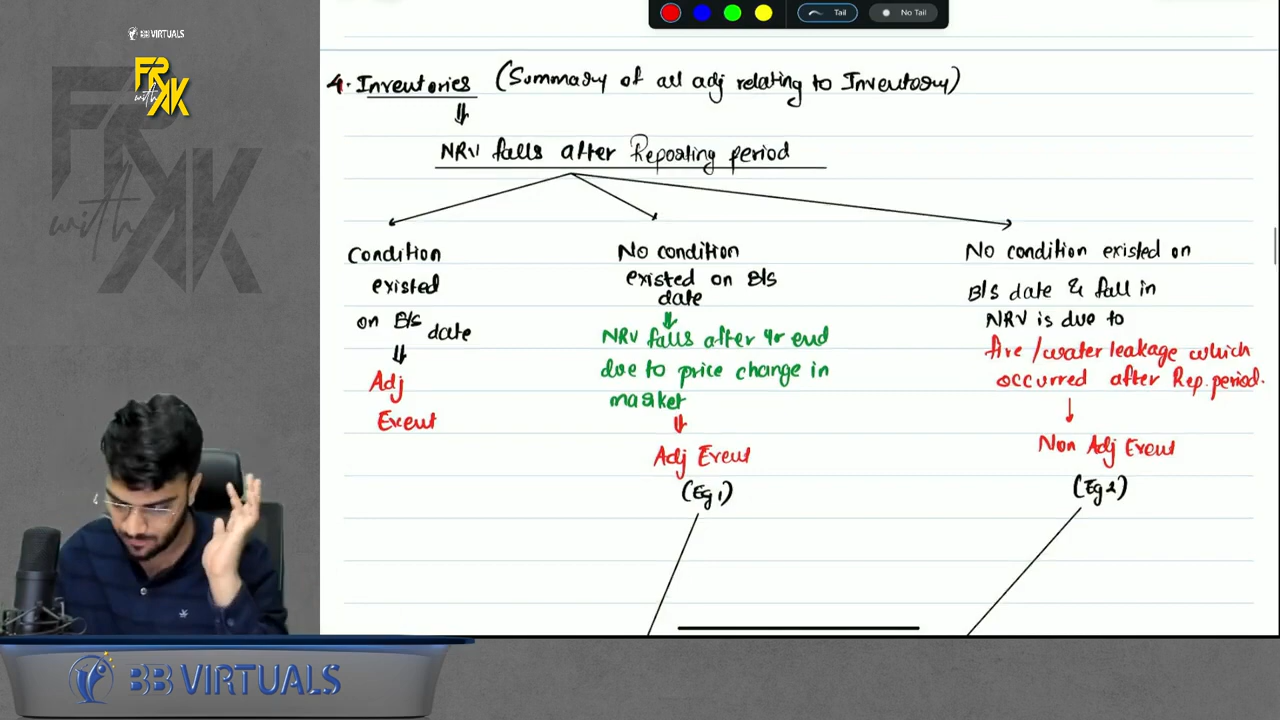 BB VIRTUALS
FR
with AK
FR
with AK
Tail
No Tail
4. Inventories (Summary of all adj relating to Inventory)
NRV falls after Reporting period
Condition
existed
on B/S date
Adj
Event
No condition
existed on B/S
date
NRV falls after Yr end
due to price change in
market
Adj Event
(Eg 1)
No condition existed on
B/S date & fall in
NRV is due to
fire/water leakage which
occurred after Rep. period.
Non Adj Event
(Eg 2)
BB VIRTUALS